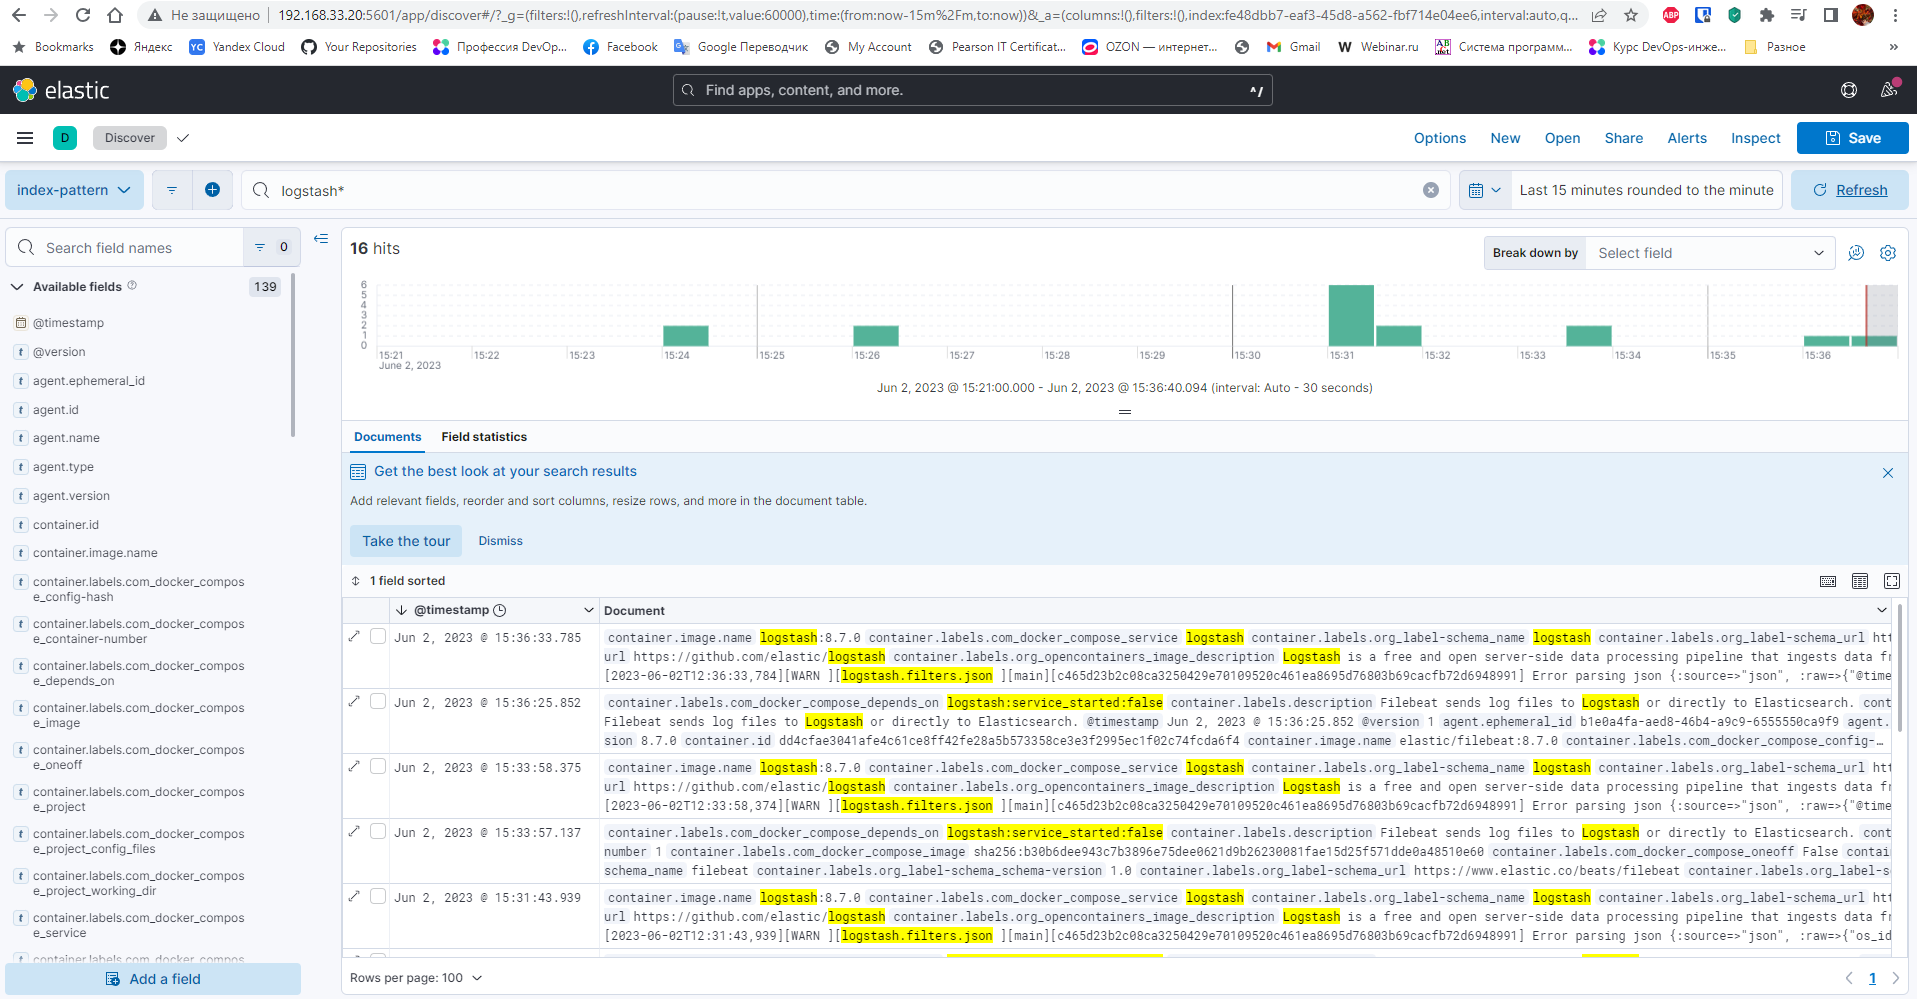 Не защищено 192.168.33.20:5601/app/discover#/?_g=(filters:!(),refreshInterval:(pause:!t,value:60000),time:(from:now-15m%2Fm,to:now))&_a=(columns:!(),filters:!(),index:fe48dbb7-eaf3-45d8-a562-fbf714e04ee6,interval:auto,q...
Bookmarks Яндекс Yandex Cloud Your Repositories Профессия DevOp... Facebook Google Переводчик My Account Pearson IT Certificat... OZON — интернет... Gmail Webinar.ru Система программ... Курс DevOps-инже... Разное »
elastic Find apps, content, and more. ^/
D Discover Options New Open Share Alerts Inspect Save
index-pattern logstash* Last 15 minutes rounded to the minute Refresh
Search field names 0
16 hits
Break down by Select field
Available fields 139
@timestamp
@version
agent.ephemeral_id
agent.id
agent.name
agent.type
agent.version
container.id
container.image.name
container.labels.com_docker_compos
e_config-hash
container.labels.com_docker_compos
e_container-number
container.labels.com_docker_compos
e_depends_on
container.labels.com_docker_compos
e_image
container.labels.com_docker_compos
e_oneoff
container.labels.com_docker_compos
e_project
container.labels.com_docker_compos
e_project_config_files
container.labels.com_docker_compos
e_project_working_dir
container.labels.com_docker_compos
e_service
container.labels.com_docker_compos
Add a field
6
5
4
3
2
1
0
15:21 15:22 15:23 15:24 15:25 15:26 15:27 15:28 15:29 15:30 15:31 15:32 15:33 15:34 15:35 15:36
June 2, 2023
Jun 2, 2023 @ 15:21:00.000 - Jun 2, 2023 @ 15:36:40.094 (interval: Auto - 30 seconds)
Documents Field statistics
Get the best look at your search results
Add relevant fields, reorder and sort columns, resize rows, and more in the document table.
Take the tour Dismiss
1 field sorted
@timestamp Document
Jun 2, 2023 @ 15:36:33.785 container.image.name logstash:8.7.0 container.labels.com_docker_compose_service logstash container.labels.org_label-schema_name logstash container.labels.org_label-schema_url htt
url https://github.com/elastic/logstash container.labels.org_opencontainers_image_description Logstash is a free and open server-side data processing pipeline that ingests data fr
[2023-06-02T12:36:33,784][WARN ][logstash.filters.json ][main][c465d23b2c08ca3250429e70109520c461ea8695d76803b69cacfb72d6948991] Error parsing json {:source=>"json", :raw=>{"@time
Jun 2, 2023 @ 15:36:25.852 container.labels.com_docker_compose_depends_on logstash:service_started:false container.labels.description Filebeat sends log files to Logstash or directly to Elasticsearch. cont
Filebeat sends log files to Logstash or directly to Elasticsearch. @timestamp Jun 2, 2023 @ 15:36:25.852 @version 1 agent.ephemeral_id b1e0a4fa-aed8-46b4-a9c9-6555550ca9f9 agent.
sion 8.7.0 container.id dd4cfae3041afe4c61ce8ff42fe28a5b573358ce3e3f2995ec1f02c74fcda6f4 container.image.name elastic/filebeat:8.7.0 container.labels.com_docker_compose_config-...
Jun 2, 2023 @ 15:33:58.375 container.image.name logstash:8.7.0 container.labels.com_docker_compose_service logstash container.labels.org_label-schema_name logstash container.labels.org_label-schema_url htt
url https://github.com/elastic/logstash container.labels.org_opencontainers_image_description Logstash is a free and open server-side data processing pipeline that ingests data fr
[2023-06-02T12:33:58,374][WARN ][logstash.filters.json ][main][c465d23b2c08ca3250429e70109520c461ea8695d76803b69cacfb72d6948991] Error parsing json {:source=>"json", :raw=>{"@time
Jun 2, 2023 @ 15:33:57.137 container.labels.com_docker_compose_depends_on logstash:service_started:false container.labels.description Filebeat sends log files to Logstash or directly to Elasticsearch. cont
number 1 container.labels.com_docker_compose_image sha256:b30b6dee943c7b3896e75dee0621d9b26230081fae15d25f571dde0a48510e60 container.labels.com_docker_compose_oneoff False contai
schema_name filebeat container.labels.org_label-schema_schema-version 1.0 container.labels.org_label-schema_url https://www.elastic.co/beats/filebeat container.labels.org_label-s
Jun 2, 2023 @ 15:31:43.939 container.image.name logstash:8.7.0 container.labels.com_docker_compose_service logstash container.labels.org_label-schema_name logstash container.labels.org_label-schema_url htt
url https://github.com/elastic/logstash container.labels.org_opencontainers_image_description Logstash is a free and open server-side data processing pipeline that ingests data fr
[2023-06-02T12:31:43,939][WARN ][logstash.filters.json ][main][c465d23b2c08ca3250429e70109520c461ea8695d76803b69cacfb72d6948991] Error parsing json {:source=>"json", :raw=>{"os_id
Rows per page: 100 1